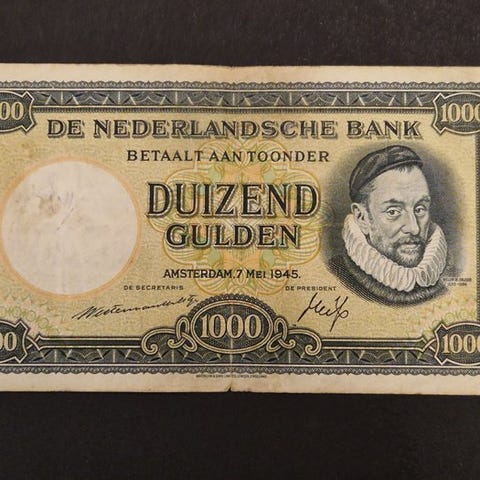 00 1000
DE NEDERLANDSCHE BANK
BETAALT AAN TOONDER
DUIZEND
GULDEN
AMSTERDAM, 7 MEI 1945.
DE SECRETARIS DE PRESIDENT
00 1000 1000